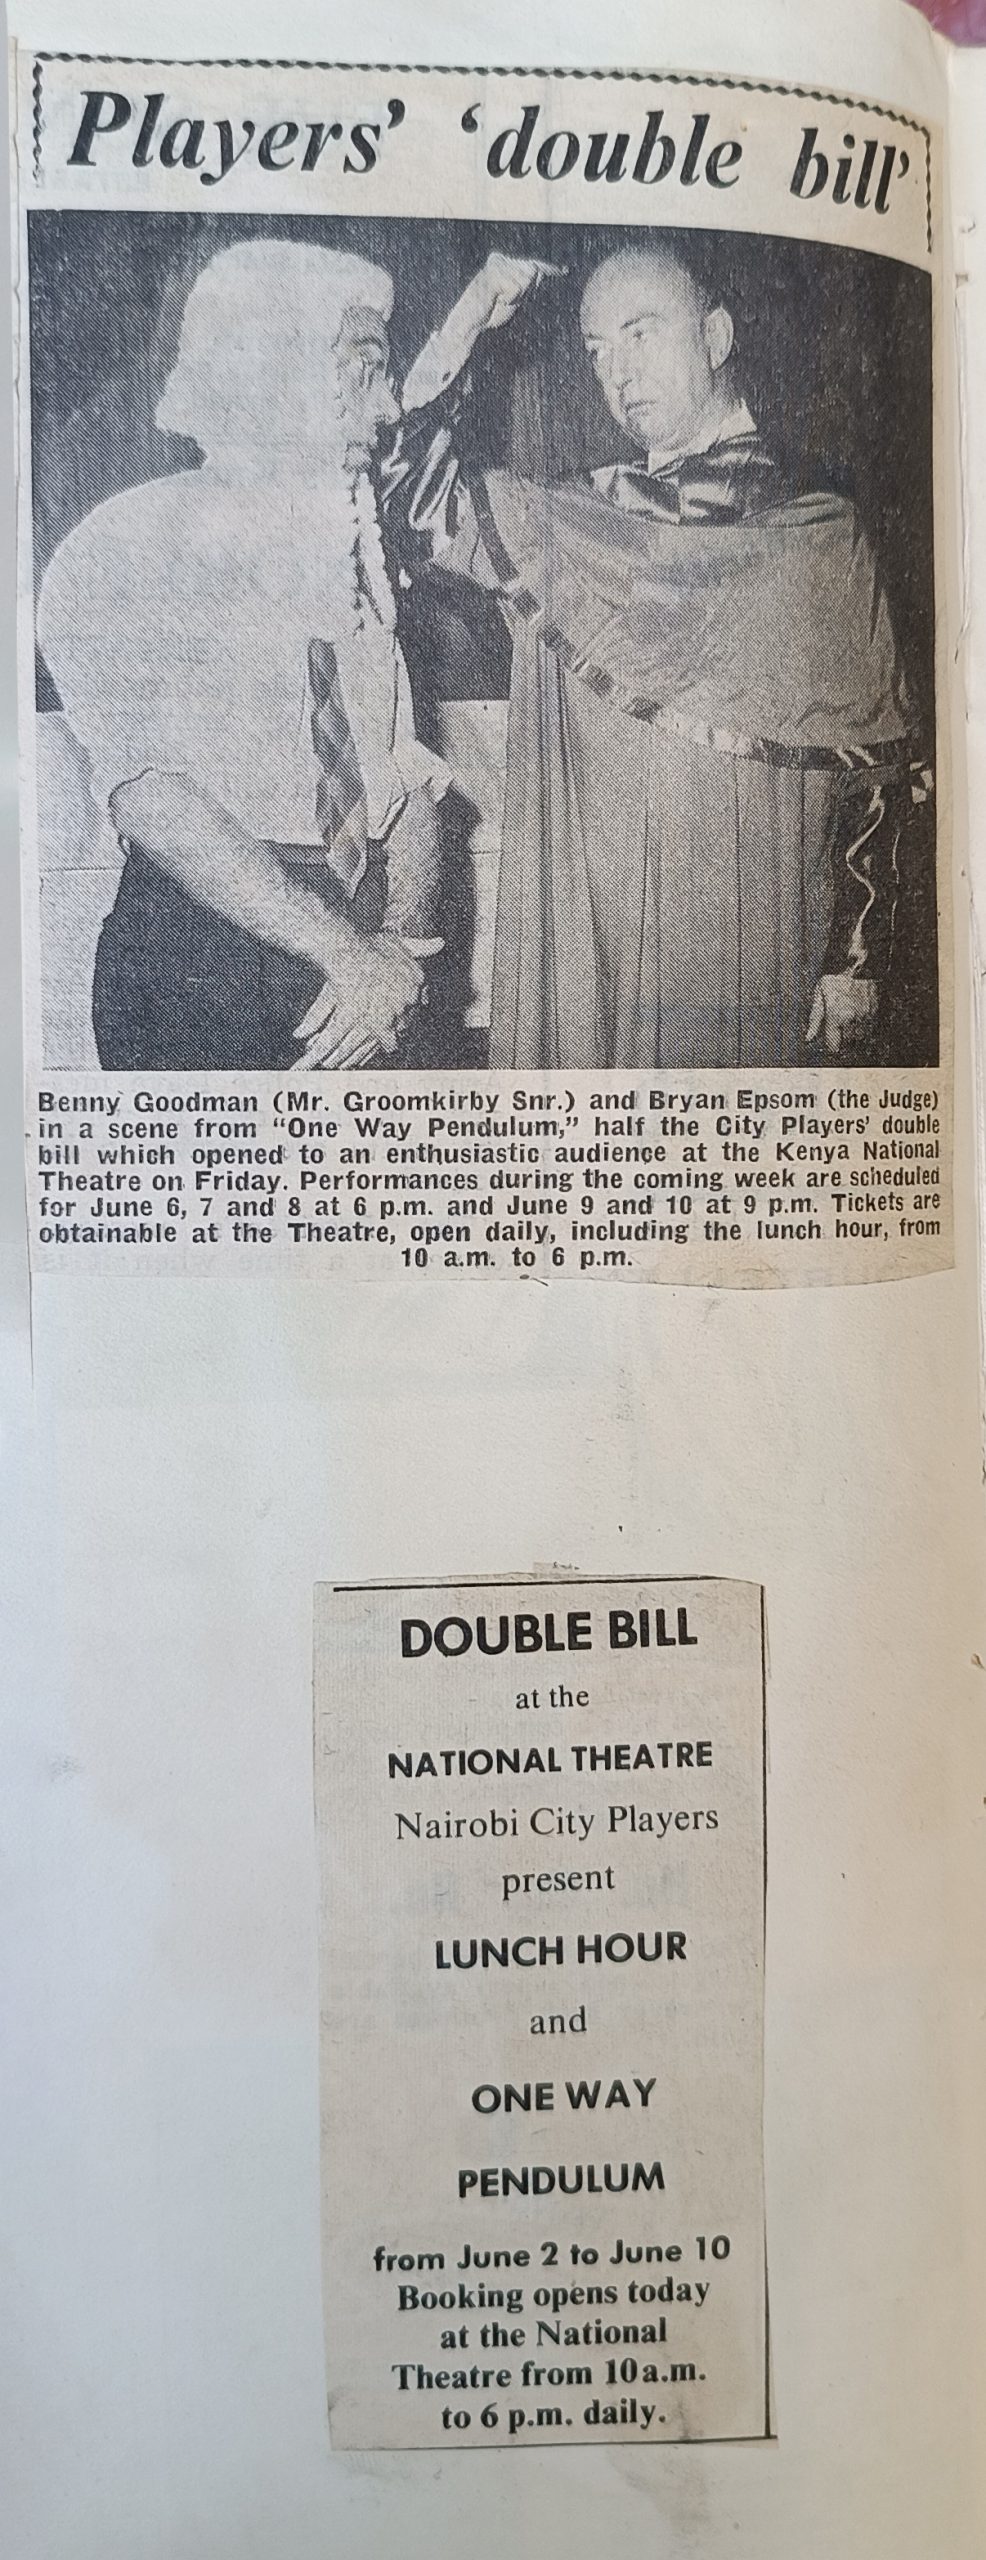 Players' 'double bill'
Benny Goodman (Mr. Groomkirby Snr.) and Bryan Epsom (the Judge)
in a scene from "One Way Pendulum," half the City Players' double
bill which opened to an enthusiastic audience at the Kenya National
Theatre on Friday. Performances during the coming week are scheduled
for June 6, 7 and 8 at 6 p.m. and June 9 and 10 at 9 p.m. Tickets are
obtainable at the Theatre, open daily, including the lunch hour, from
10 a.m. to 6 p.m.
DOUBLE BILL
at the
NATIONAL THEATRE
Nairobi City Players
present
LUNCH HOUR
and
ONE WAY
PENDULUM
from June 2 to June 10
Booking opens today
at the National
Theatre from 10 a.m.
to 6 p.m. daily.